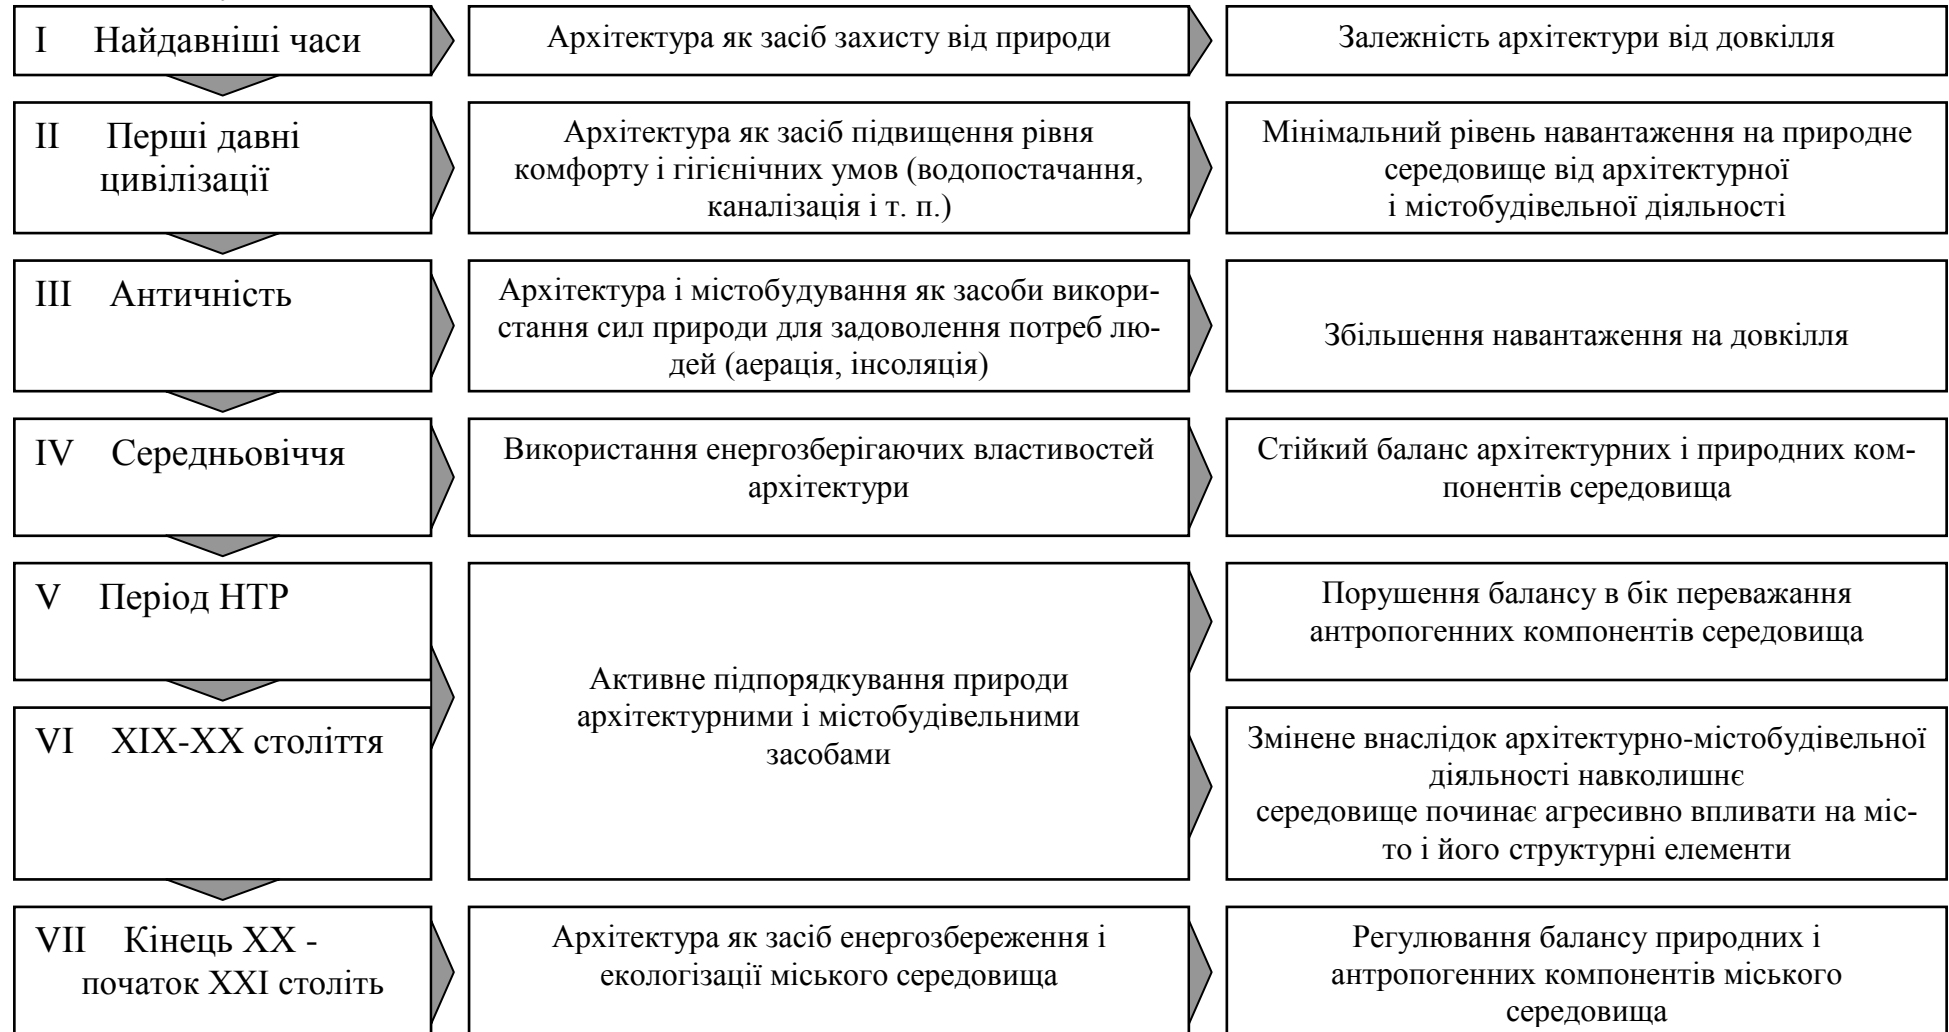 I Найдавніші часи
Архітектура як засіб захисту від природи
Залежність архітектури від довкілля
II Перші давні
цивілізації
Архітектура як засіб підвищення рівня
комфорту і гігієнічних умов (водопостачання,
каналізація і т. п.)
Мінімальний рівень навантаження на природне
середовище від архітектурної
і містобудівельної діяльності
III Античність
Архітектура і містобудування як засоби викори-
стання сил природи для задоволення потреб лю-
дей (аерація, інсоляція)
Збільшення навантаження на довкілля
IV Середньовіччя
Використання енергозберігаючих властивостей
архітектури
Стійкий баланс архітектурних і природних ком-
понентів середовища
V Період НТР
Активне підпорядкування природи
архітектурними і містобудівельними
засобами
Порушення балансу в бік переважання
антропогенних компонентів середовища
VI XIX-XX століття
Змінене внаслідок архітектурно-містобудівельної
діяльності навколишнє
середовище починає агресивно впливати на міс-
то і його структурні елементи
VII Кінець XX -
початок XXI століть
Архітектура як засіб енергозбереження і
екологізації міського середовища
Регулювання балансу природних і
антропогенних компонентів міського
середовища